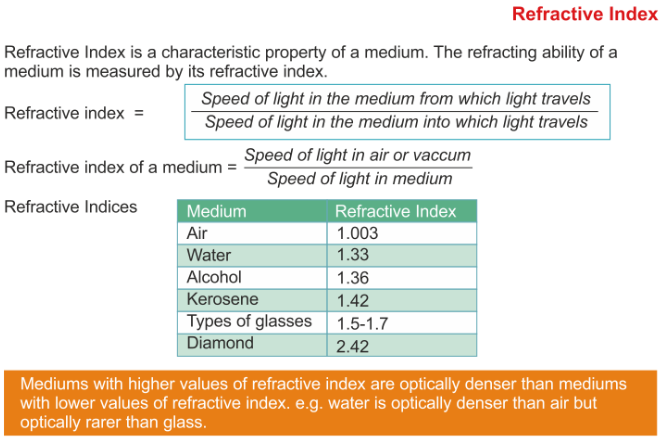 Refractive Index
Refractive Index is a characteristic property of a medium. The refracting ability of a
medium is measured by its refractive index.
Refractive index = Speed of light in the medium from which light travels
Speed of light in the medium into which light travels
Refractive index of a medium = Speed of light in air or vaccum
Speed of light in medium
Refractive Indices
Medium Refractive Index
Air 1.003
Water 1.33
Alcohol 1.36
Kerosene 1.42
Types of glasses 1.5-1.7
Diamond 2.42
Mediums with higher values of refractive index are optically denser than mediums
with lower values of refractive index. e.g. water is optically denser than air but
optically rarer than glass.